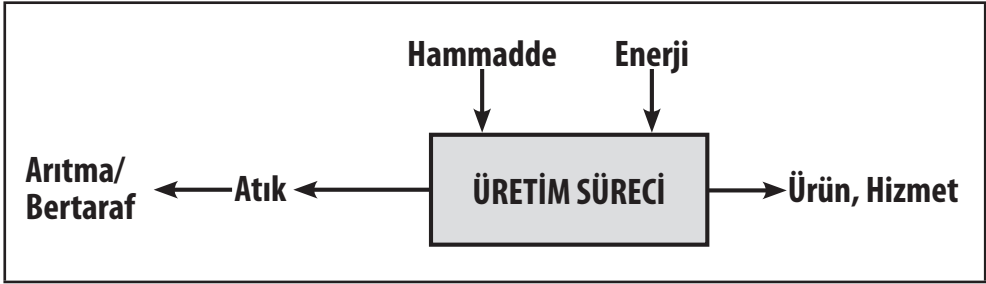 Hammadde Enerji
Arıtma/
Bertaraf
Atık
ÜRETİM SÜRECİ
Ürün, Hizmet